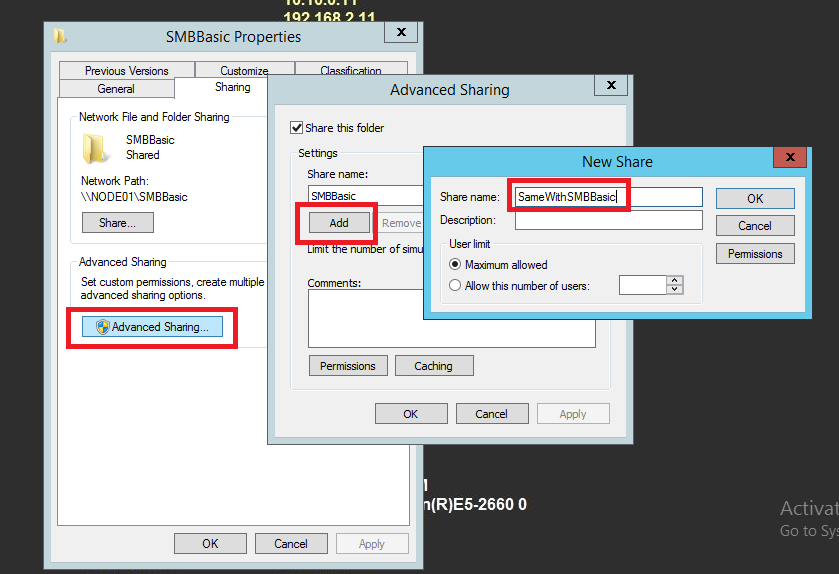 10.10.0.11
192.168.2.11
SMBBasic Properties
x
Previous Versions
Customize
Classification
General
Sharing
Network File and Folder Sharing
SMBBasic
Shared
Network Path:
\\NODE01\SMBBasic
Share...
Advanced Sharing
Set custom permissions, create multiple
advanced sharing options.
Advanced Sharing...
OK
Cancel
Apply
Advanced Sharing
x
Share this folder
Settings
Share name:
SMBBasic
Add
Remove
Limit the number of simu
Comments:
Permissions
Caching
OK
Cancel
Apply
New Share
x
Share name:
SameWithSMBBasic
OK
Description:
Cancel
User limit
Permissions
Maximum allowed
Allow this number of users:
n(R)E5-2660 0
Activat
Go to Sys